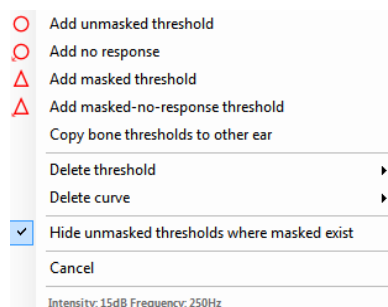 Add unmasked threshold
Add no response
Add masked threshold
Add masked-no-response threshold
Copy bone thresholds to other ear
Delete threshold
Delete curve
Hide unmasked thresholds where masked exist
Cancel
Intensity: 15dB Frequency: 250Hz